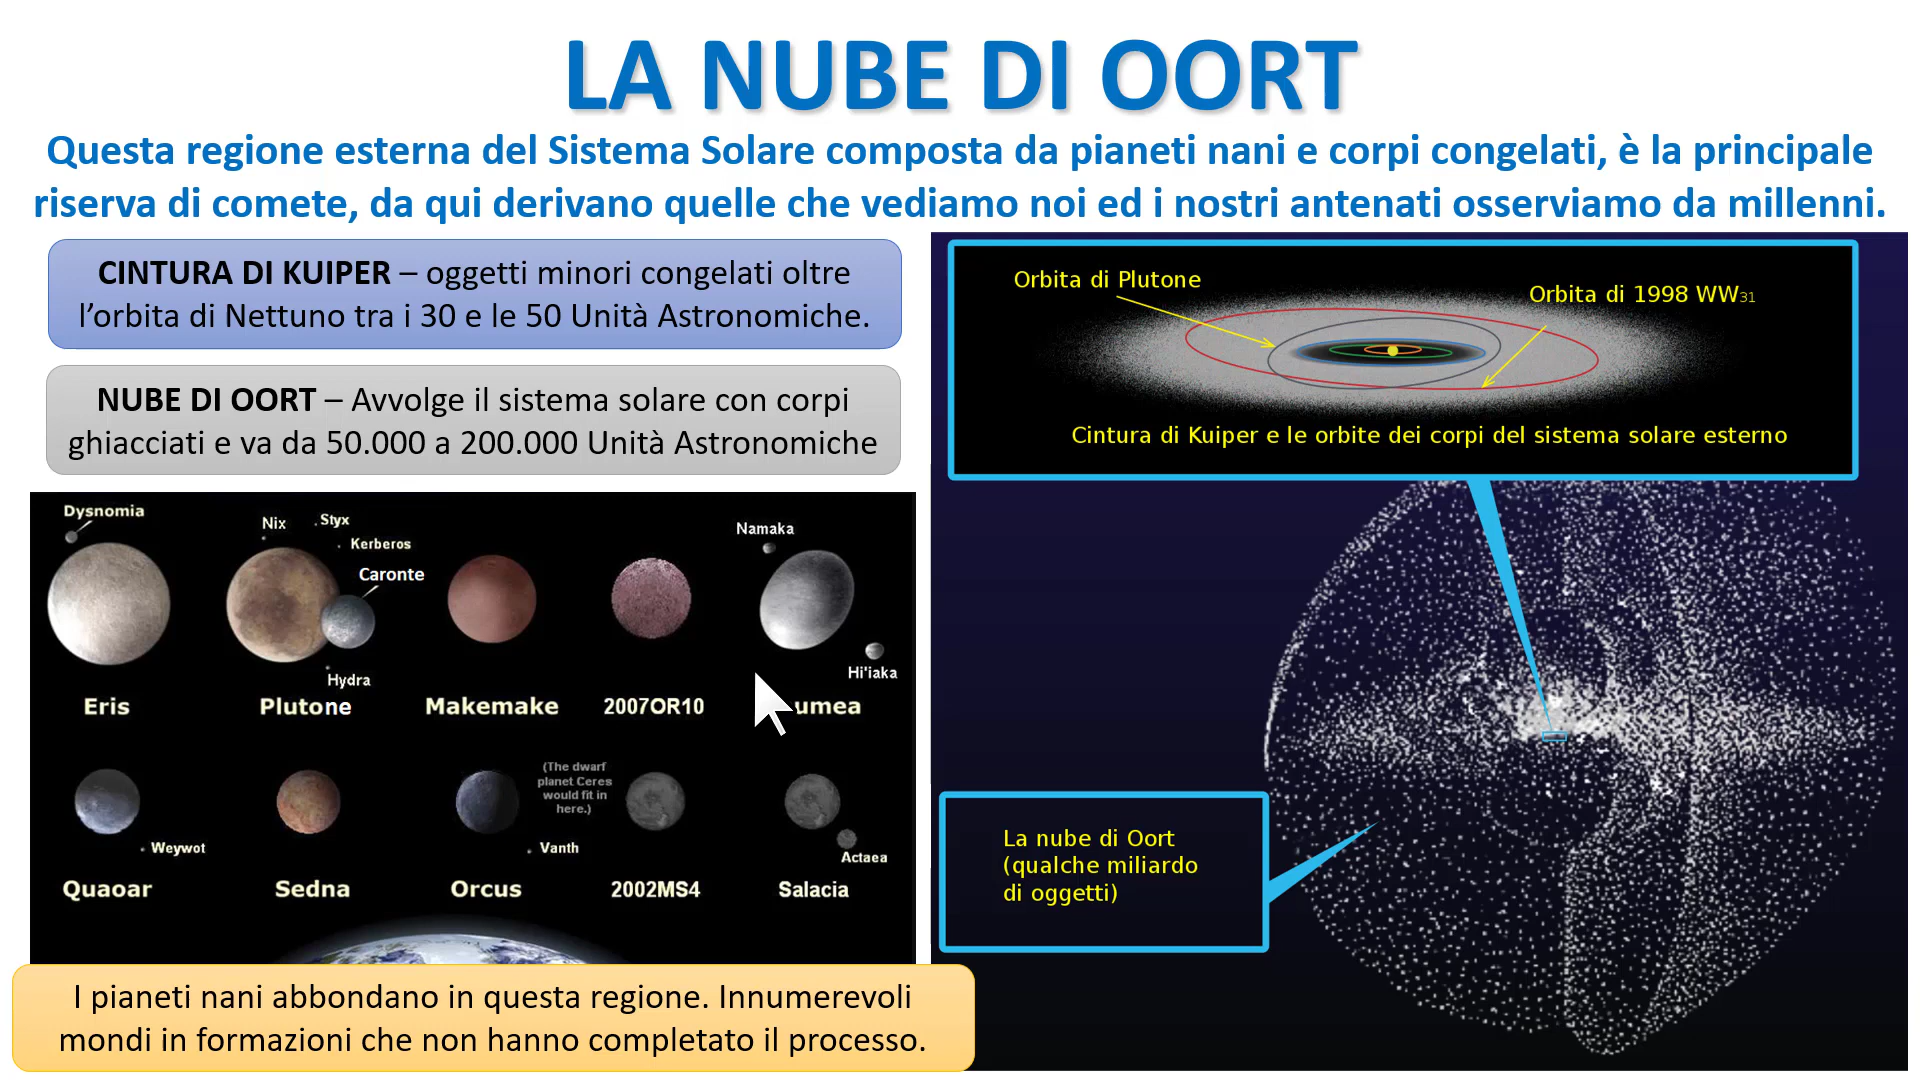 LA NUBE DI OORT
Questa regione esterna del Sistema Solare composta da pianeti nani e corpi congelati, è la principale
riserva di comete, da qui derivano quelle che vediamo noi ed i nostri antenati osserviamo da millenni.
CINTURA DI KUIPER – oggetti minori congelati oltre
l’orbita di Nettuno tra i 30 e le 50 Unità Astronomiche.
NUBE DI OORT – Avvolge il sistema solare con corpi
ghiacciati e va da 50.000 a 200.000 Unità Astronomiche
Dysnomia
Nix
Styx
Kerberos
Caronte
Hydra
Namaka
Hi'iaka
Eris
Plutone
Makemake
2007OR10
umea
(The dwarf
planet Ceres
would fit in
here.)
Weywot
Vanth
Actaea
Quaoar
Sedna
Orcus
2002MS4
Salacia
I pianeti nani abbondano in questa regione. Innumerevoli
mondi in formazioni che non hanno completato il processo.
Orbita di Plutone
Orbita di 1998 WW31
Cintura di Kuiper e le orbite dei corpi del sistema solare esterno
La nube di Oort
(qualche miliardo
di oggetti)